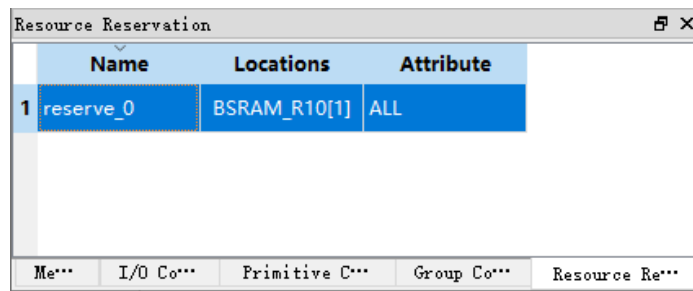 Resource Reservation
Name Locations Attribute
1 reserve_0 BSRAM_R10[1] ALL
Me··· I/O Co··· Primitive C··· Group Co··· Resource Re···